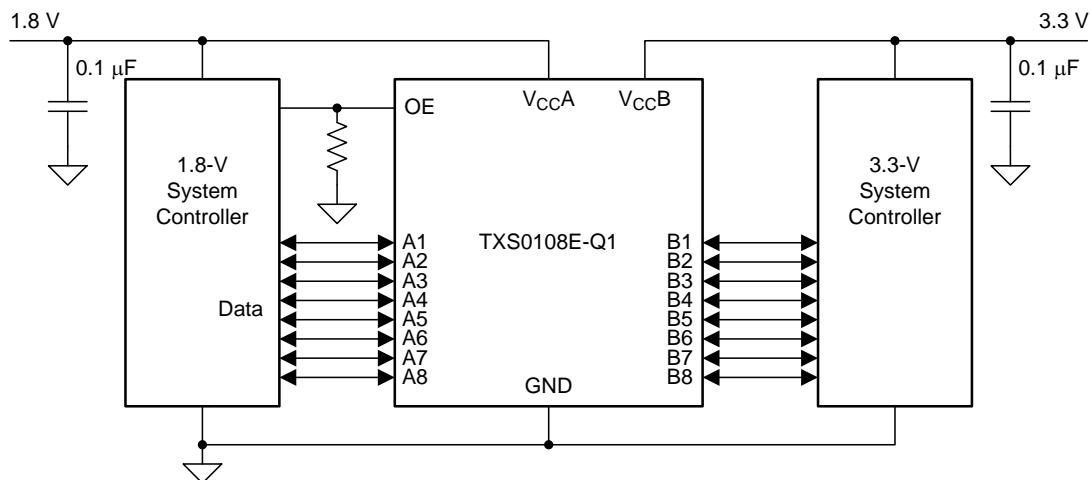 1.8 V
3.3 V
0.1 μF
0.1 μF
OE
VCCA
VCCB
1.8-V
System
Controller
3.3-V
System
Controller
TXS0108E-Q1
Data
A1
A2
A3
A4
A5
A6
A7
A8
B1
B2
B3
B4
B5
B6
B7
B8
GND